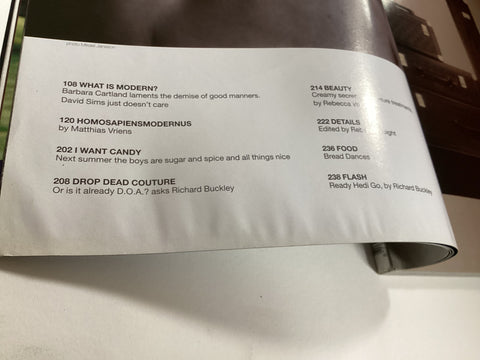 108 WHAT IS MODERN?
Barbara Cartland laments the demise of good manners.
David Sims just doesn't care
120 HOMOSAPIENSMODERNUS
by Matthias Vriens
202 I WANT CANDY
Next summer the boys are sugar and spice and all things nice
208 DROP DEAD COUTURE
Or is it already D.O.A.? asks Richard Buckley
214 BEAUTY
Creamy treatments
by Rebecca
222 DETAILS
Edited by
236 FOOD
Bread Dances
238 FLASH
Ready Hedi Go, by Richard Buckley